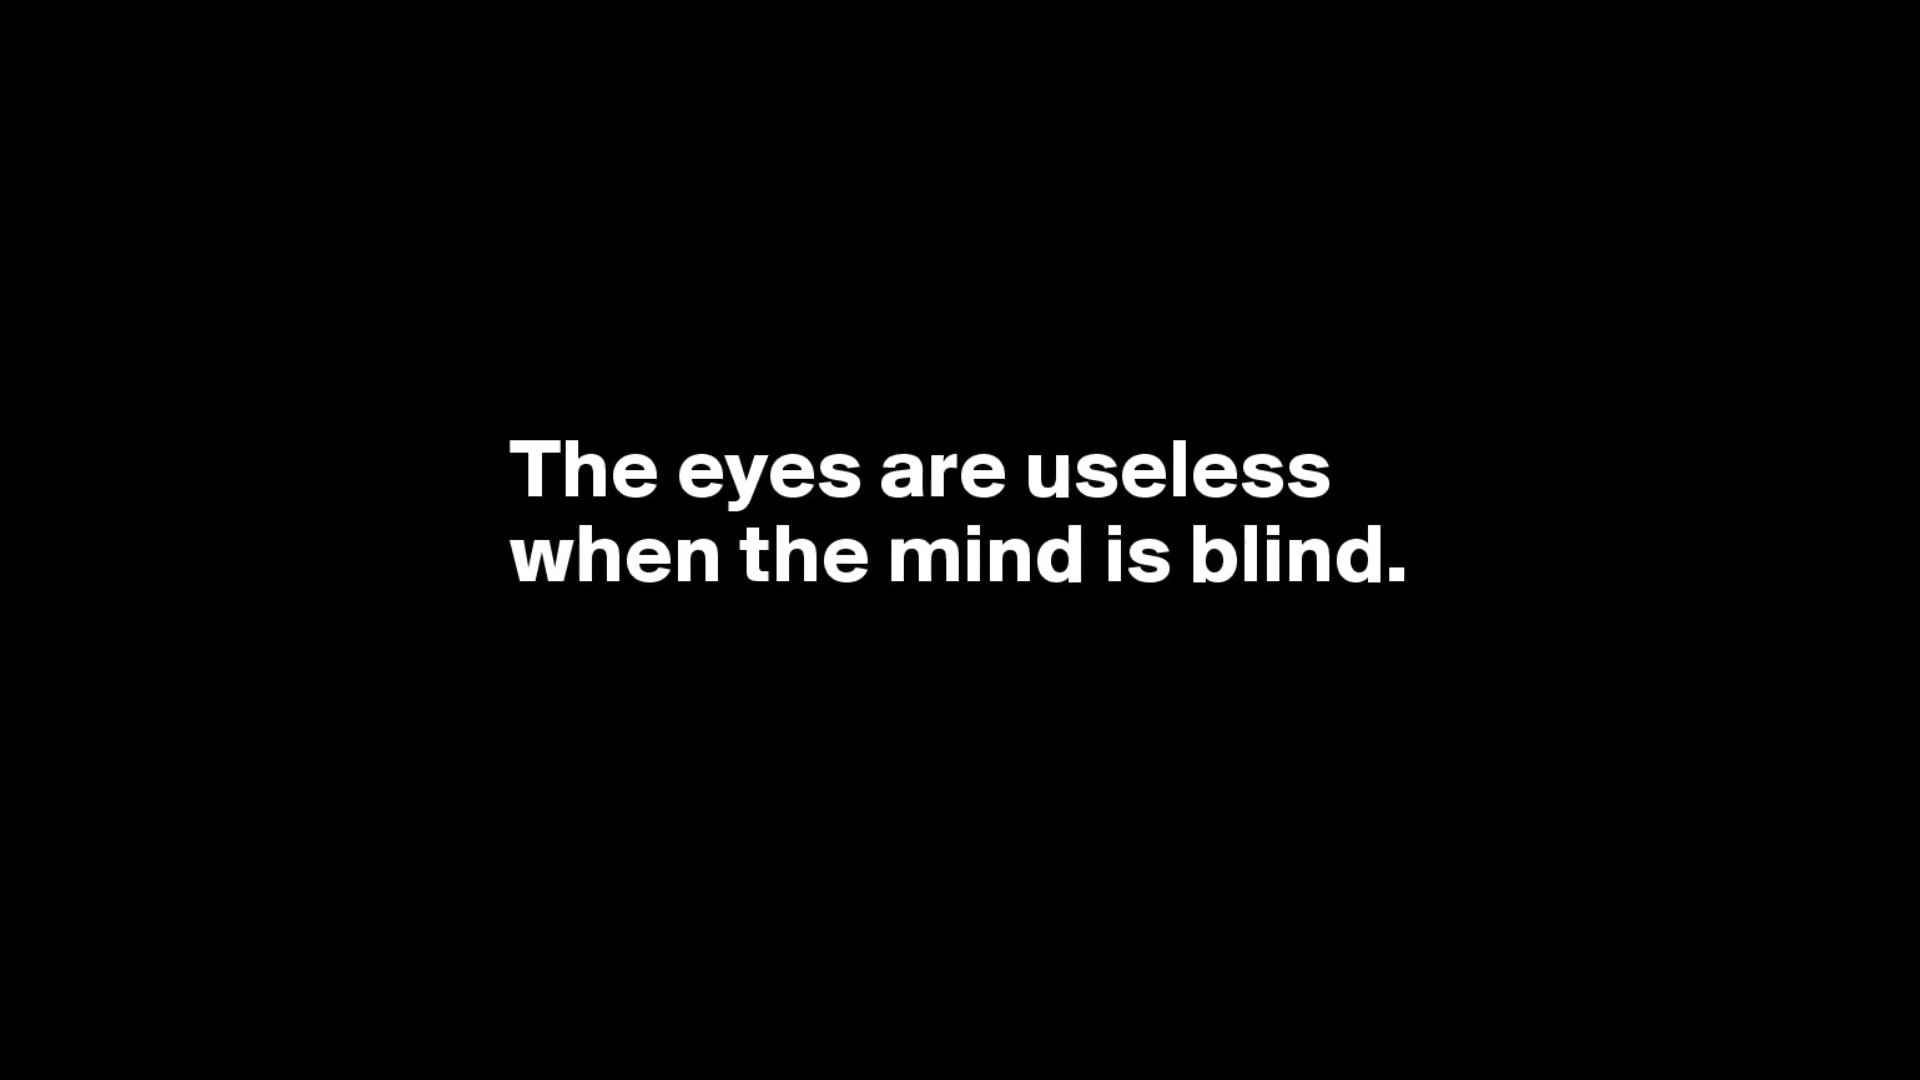 The eyes are useless
when the mind is blind.